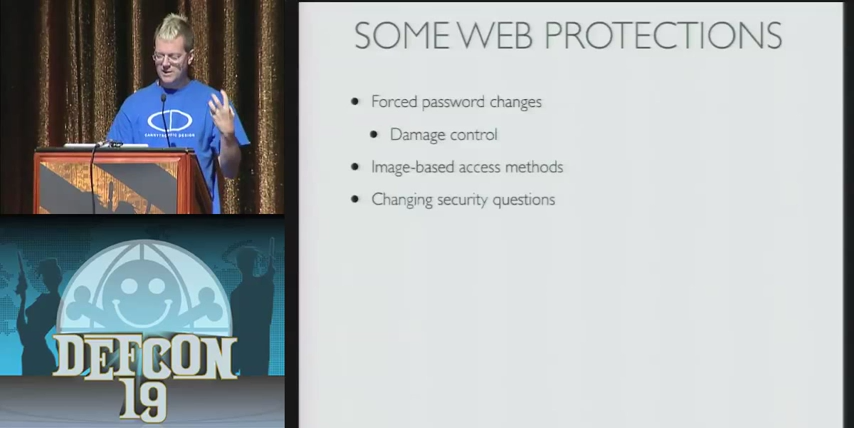 SOME WEB PROTECTIONS
Forced password changes
Damage control
Image-based access methods
Changing security questions
DEFCON
19